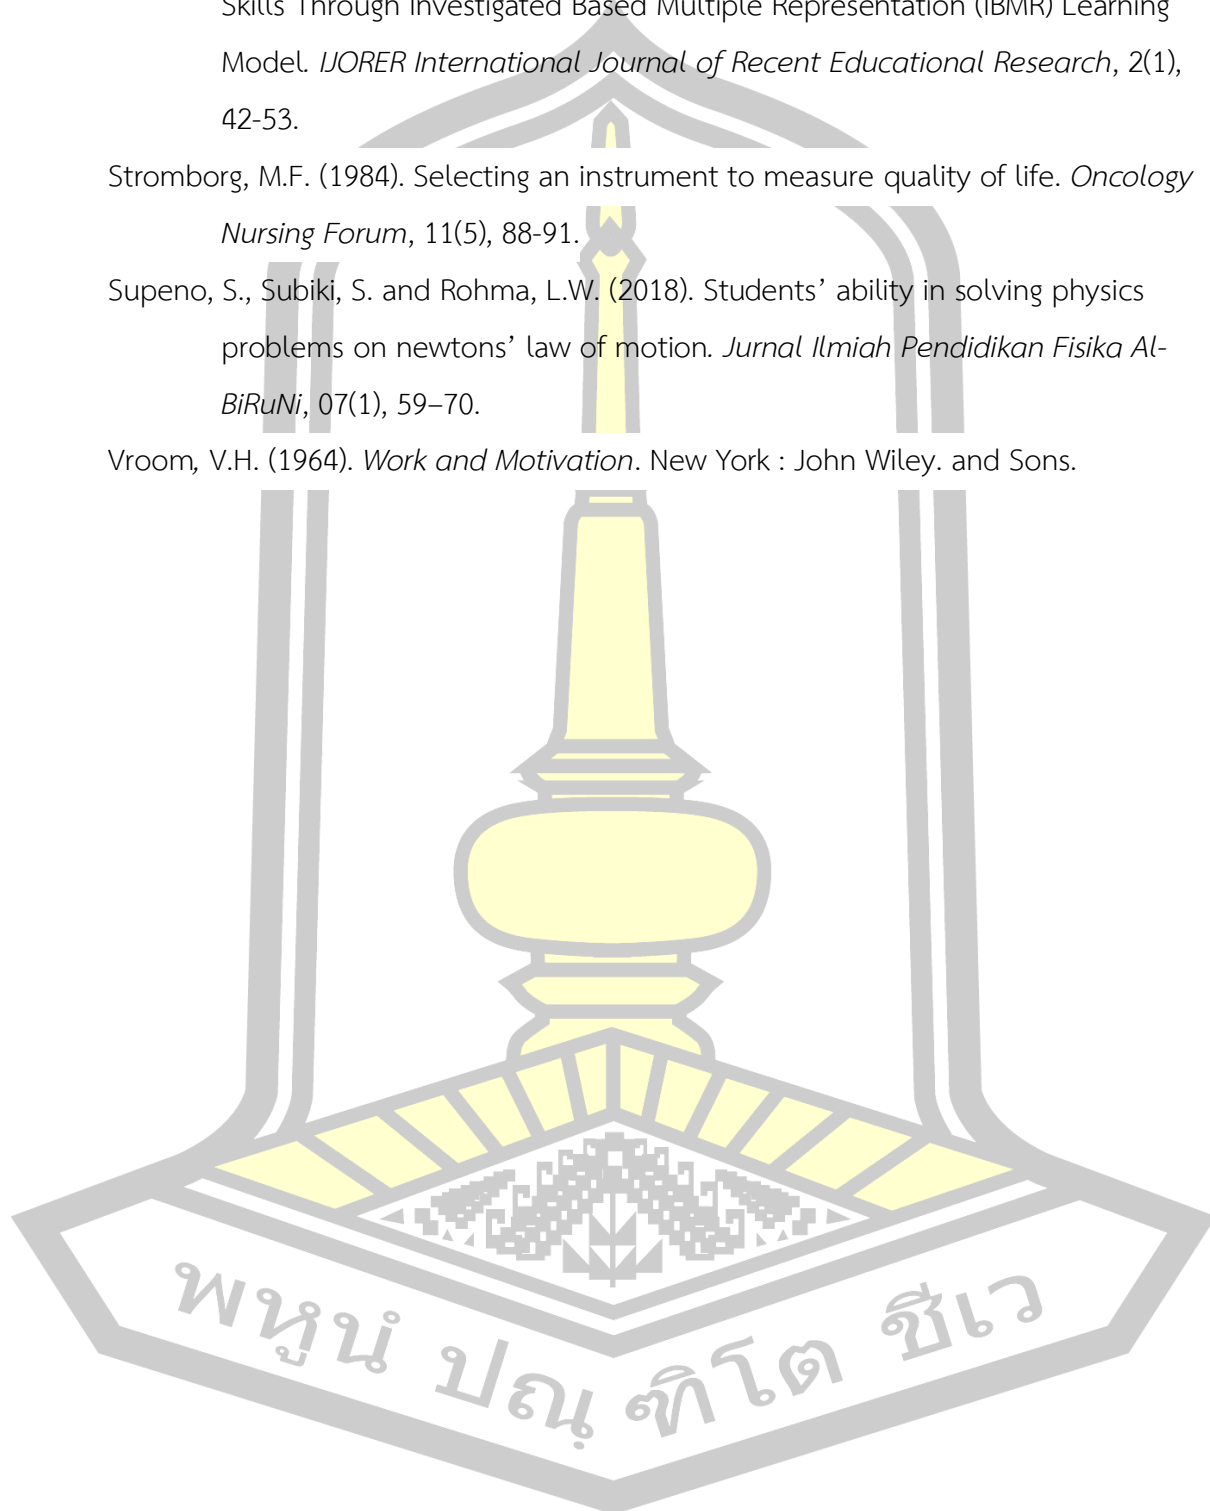 Skills Through Investigated Based Multiple Representation (IBMR) Learning
Model. IJORER International Journal of Recent Educational Research, 2(1),
42-53.
Stromborg, M.F. (1984). Selecting an instrument to measure quality of life. Oncology
Nursing Forum, 11(5), 88-91.
Supeno, S., Subiki, S. and Rohma, L.W. (2018). Students’ ability in solving physics
problems on newtons’ law of motion. Jurnal Ilmiah Pendidikan Fisika Al-
BiRuNi, 07(1), 59–70.
Vroom, V.H. (1964). Work and Motivation. New York : John Wiley. and Sons.
พหูนํ ปณฺฑิโต ชีเว